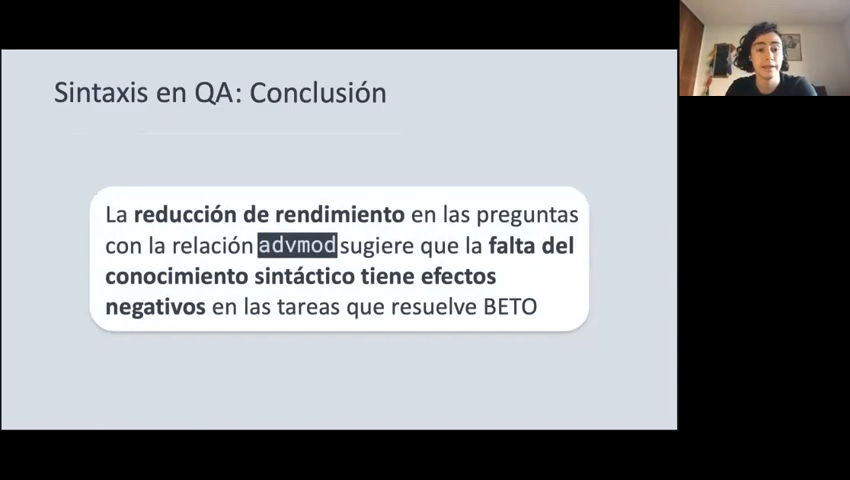 Sintaxis en QA: Conclusión
La reducción de rendimiento en las preguntas
con la relación advmod sugiere que la falta del
conocimiento sintáctico tiene efectos
negativos en las tareas que resuelve BETO